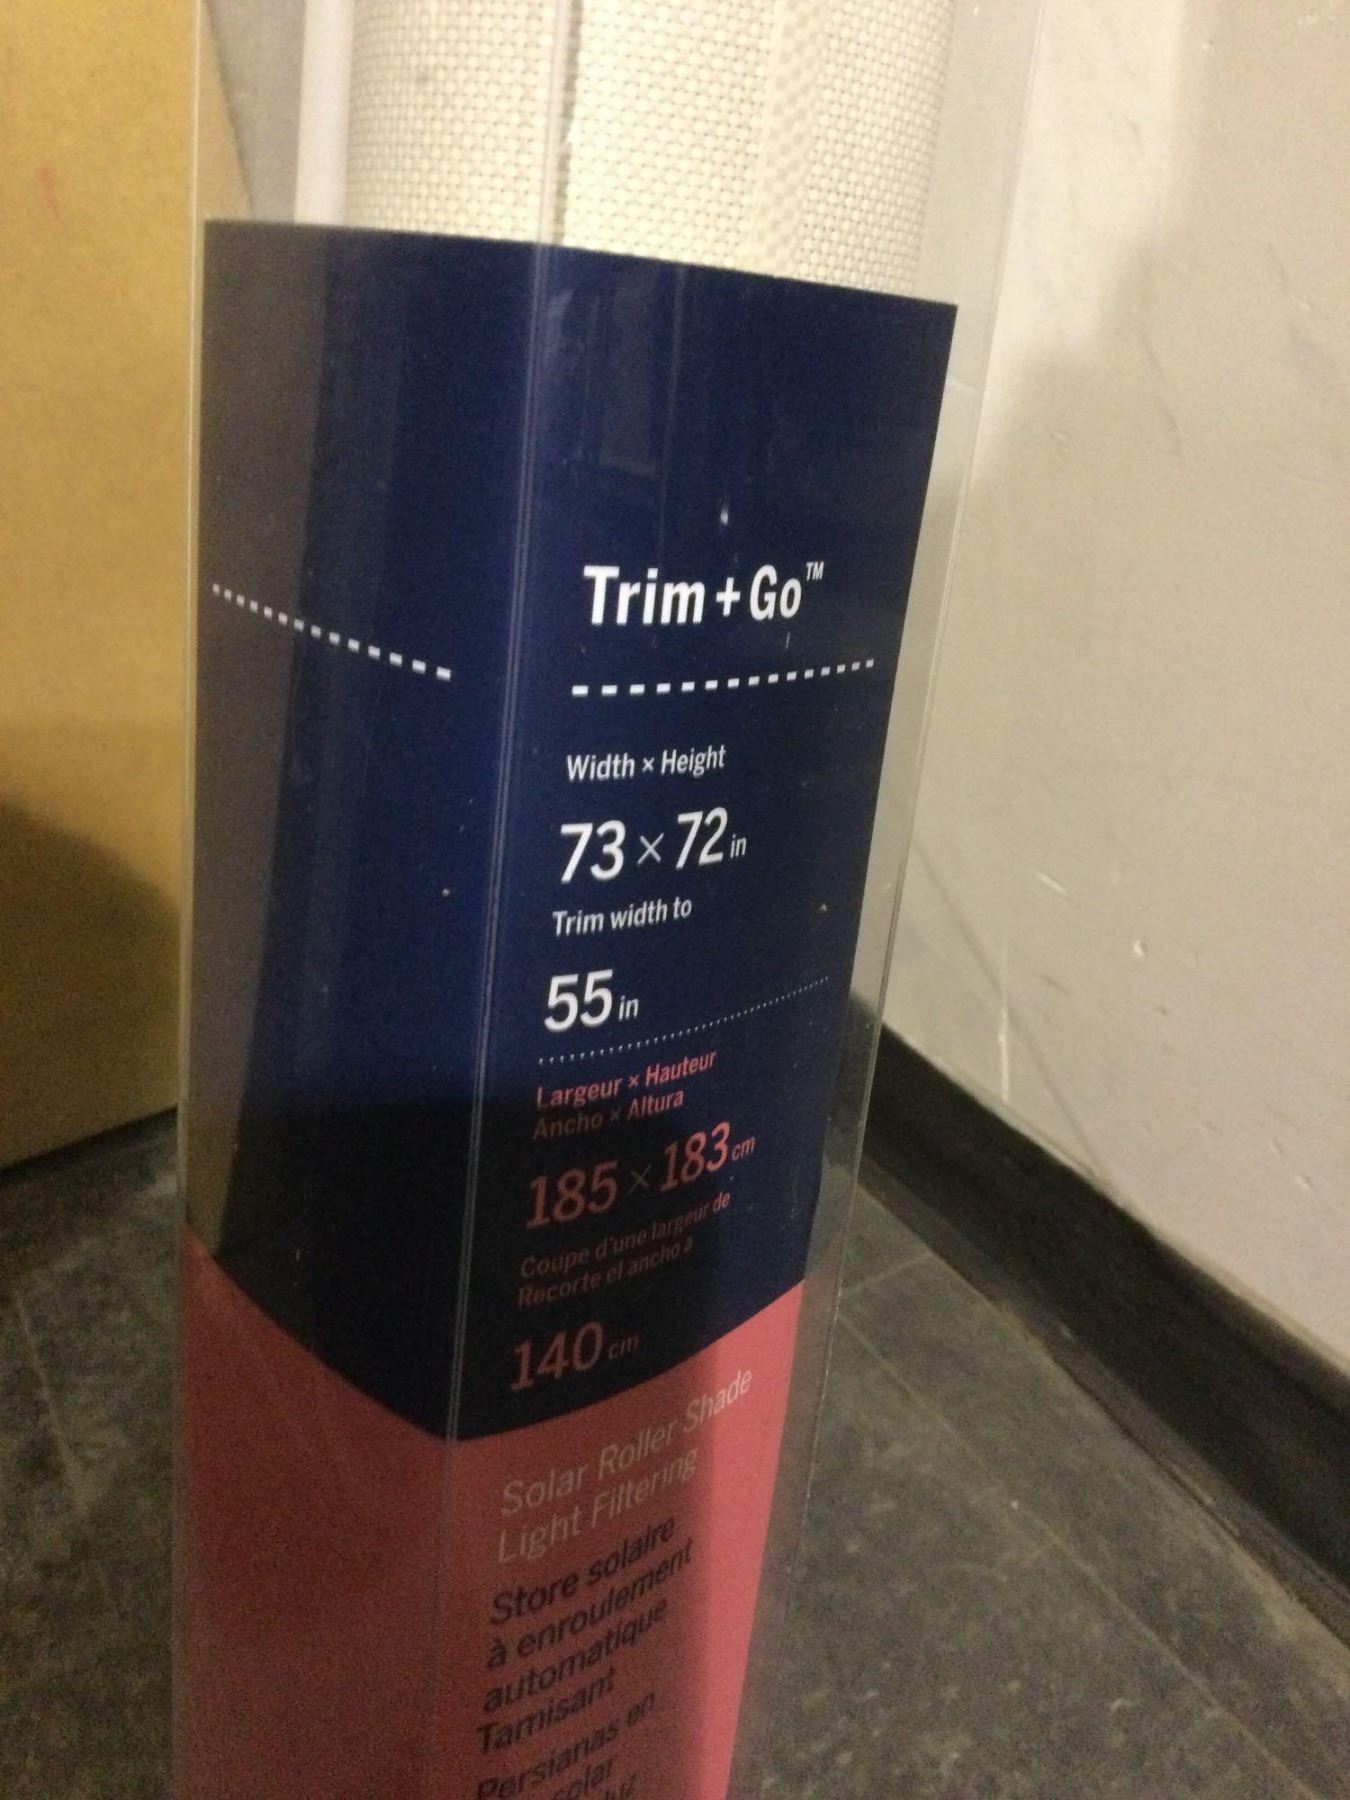 Trim + Go™
Width × Height
73 × 72 in
Trim width to
55 in
Largeur × Hauteur
Ancho × Altura
185 × 183 cm
Coupe d'une largeur de
Recorte el ancho a
140 cm
Solar Roller Shade
Light Filtering
Store solaire
à enroulement
automatique
Tamisant
Persianas en
solar
luz